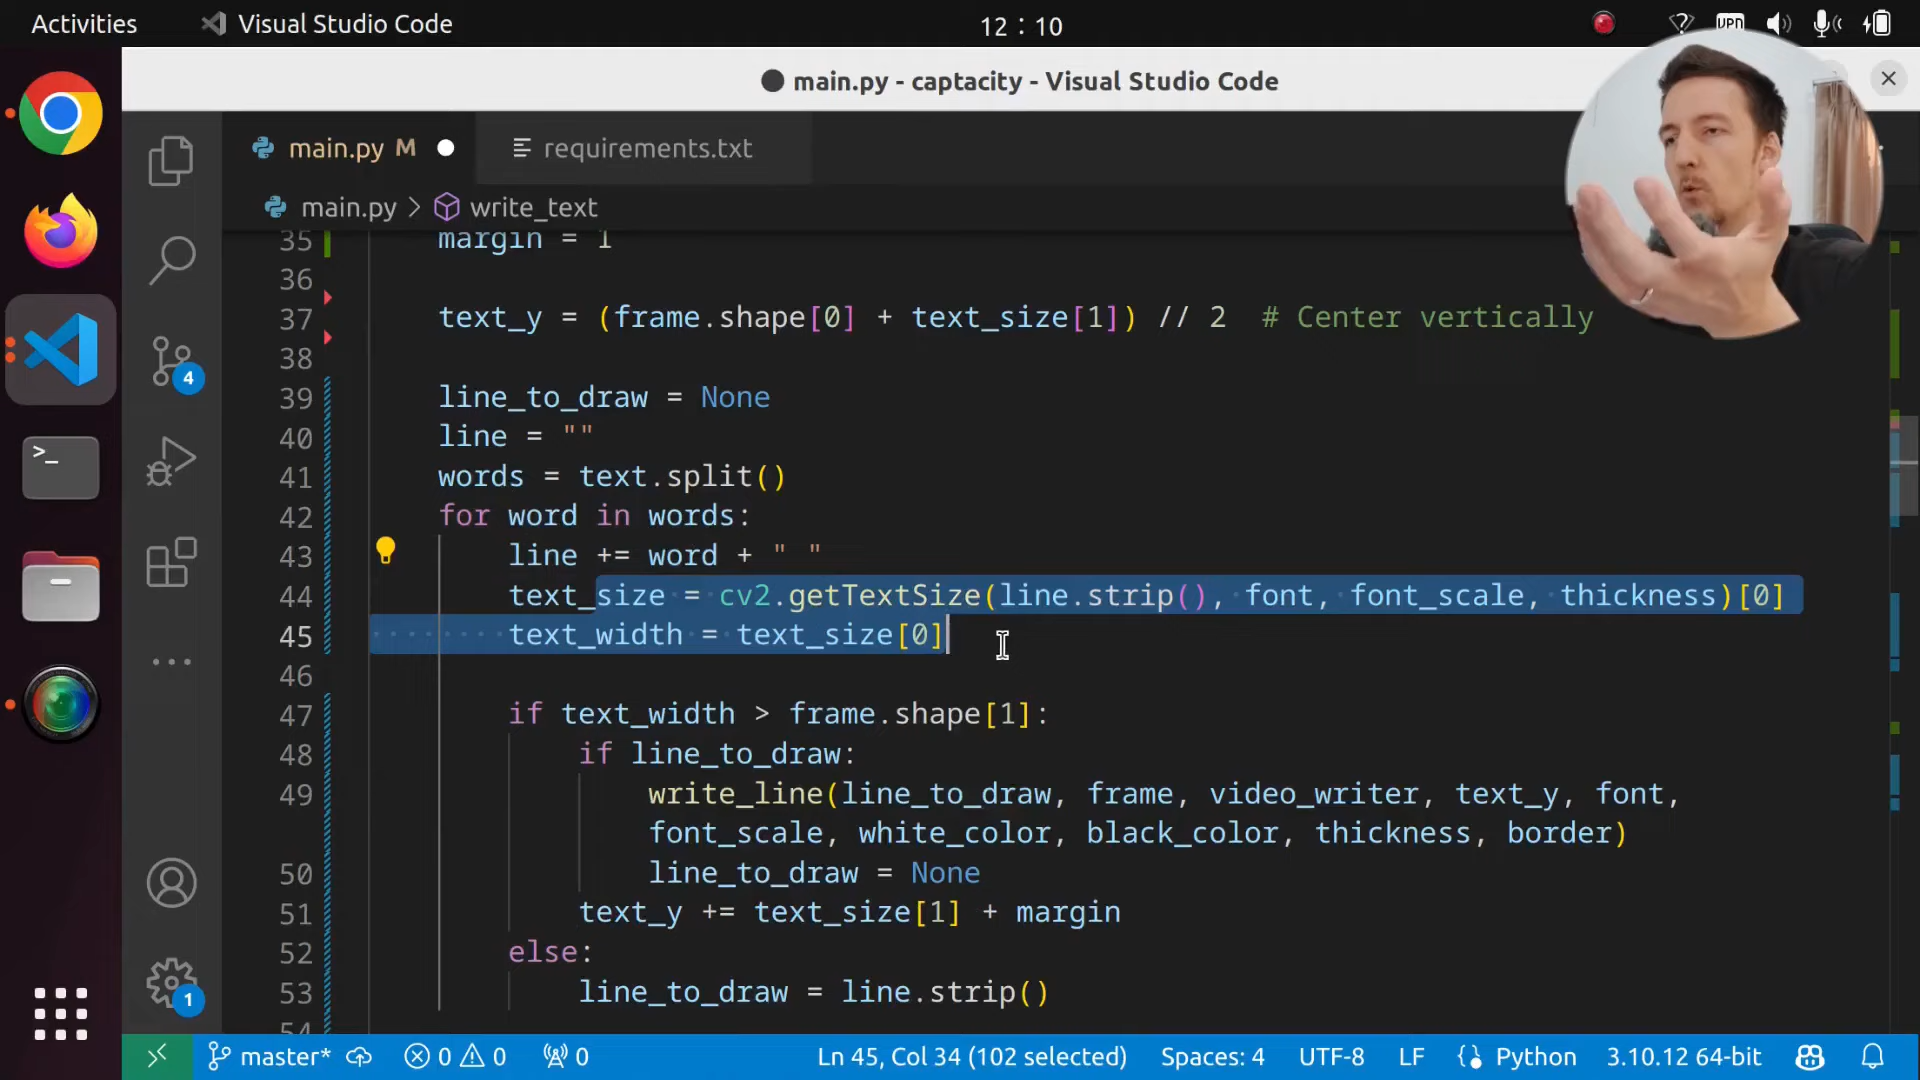 Activities
Visual Studio Code
12 : 10
VPN
main.py - captacity - Visual Studio Code
main.py M
requirements.txt
main.py > write_text
35 margin = 1
36
37 text_y = (frame.shape[0] + text_size[1]) // 2  # Center vertically
38
39 line_to_draw = None
40 line = ""
41 words = text.split()
42 for word in words:
43 line += word + " "
44 text_size = cv2.getTextSize(line.strip(), font, font_scale, thickness)[0]
45 text_width = text_size[0]
46
47 if text_width > frame.shape[1]:
48 if line_to_draw:
49 write_line(line_to_draw, frame, video_writer, text_y, font,
font_scale, white_color, black_color, thickness, border)
50 line_to_draw = None
51 text_y += text_size[1] + margin
52 else:
53 line_to_draw = line.strip()
54
4
1
master*
0
0
0
Ln 45, Col 34 (102 selected)
Spaces: 4
UTF-8
LF
Python
3.10.12 64-bit